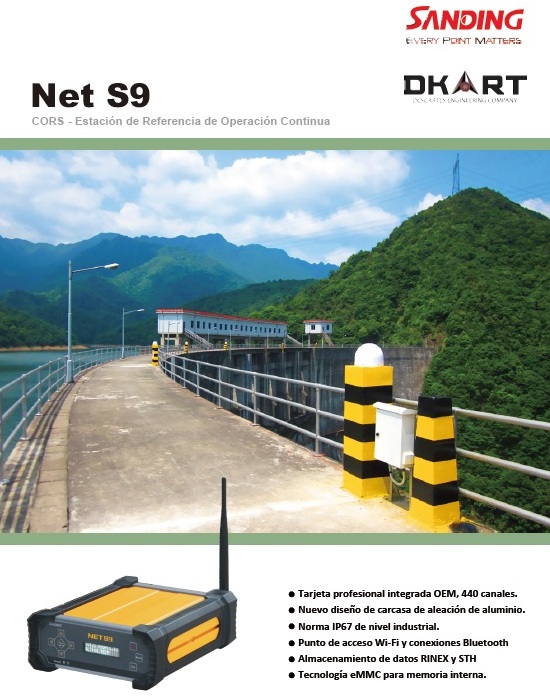 SANDING
EVERY POINT MATTERS
DKART
DESCARTES ENGINEERING COMPANY
Net S9
CORS - Estación de Referencia de Operación Continua
NET S9
● Tarjeta profesional integrada OEM, 440 canales.
● Nuevo diseño de carcasa de aleación de aluminio.
● Norma IP67 de nivel industrial.
● Punto de acceso Wi-Fi y conexiones Bluetooth
● Almacenamiento de datos RINEX y STH
● Tecnología eMMC para memoria interna.